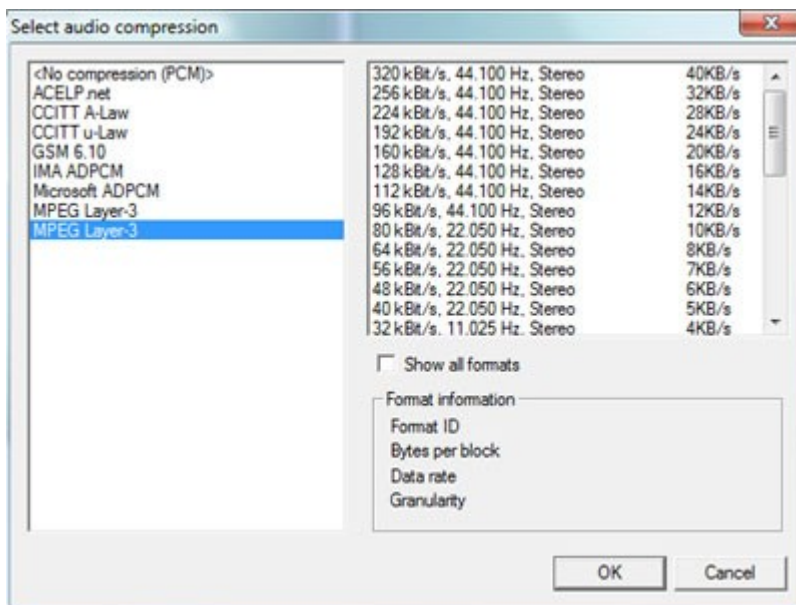 Select audio compression
<No compression (PCM)>
ACELP.net
CCITT A-Law
CCITT u-Law
GSM 6.10
IMA ADPCM
Microsoft ADPCM
MPEG Layer-3
MPEG Layer-3
320 kBit/s, 44.100 Hz, Stereo 40KB/s
256 kBit/s, 44.100 Hz, Stereo 32KB/s
224 kBit/s, 44.100 Hz, Stereo 28KB/s
192 kBit/s, 44.100 Hz, Stereo 24KB/s
160 kBit/s, 44.100 Hz, Stereo 20KB/s
128 kBit/s, 44.100 Hz, Stereo 16KB/s
112 kBit/s, 44.100 Hz, Stereo 14KB/s
96 kBit/s, 44.100 Hz, Stereo 12KB/s
80 kBit/s, 22.050 Hz, Stereo 10KB/s
64 kBit/s, 22.050 Hz, Stereo 8KB/s
56 kBit/s, 22.050 Hz, Stereo 7KB/s
48 kBit/s, 22.050 Hz, Stereo 6KB/s
40 kBit/s, 22.050 Hz, Stereo 5KB/s
32 kBit/s, 11.025 Hz, Stereo 4KB/s
Show all formats
Format information
Format ID
Bytes per block
Data rate
Granularity
OK
Cancel